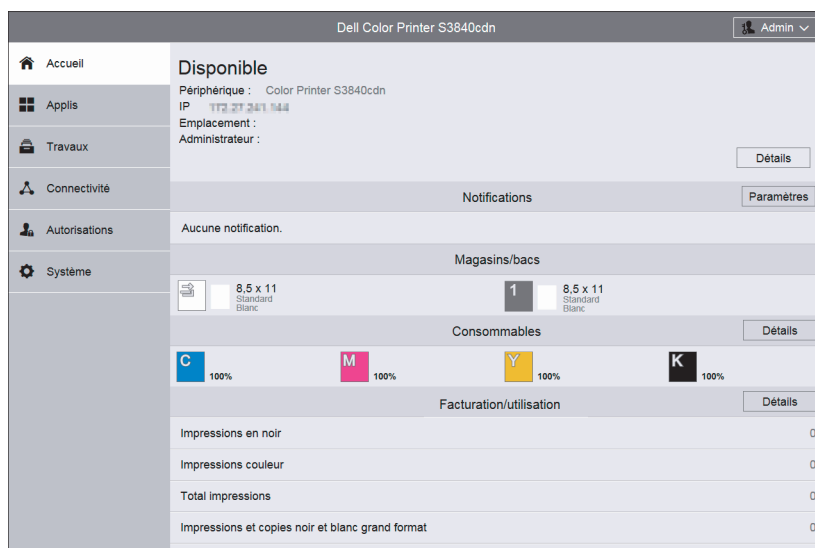 Dell Color Printer S3840cdn
Admin
Accueil
Applis
Travaux
Connectivité
Autorisations
Système
Disponible
Périphérique : Color Printer S3840cdn
IP
Emplacement :
Administrateur :
Détails
Notifications
Paramètres
Aucune notification.
Magasins/bacs
8,5 x 11
Standard
Blanc
1
8,5 x 11
Standard
Blanc
Consommables
Détails
C 100%
M 100%
Y 100%
K 100%
Facturation/utilisation
Détails
Impressions en noir 0
Impressions couleur 0
Total impressions 0
Impressions et copies noir et blanc grand format 0